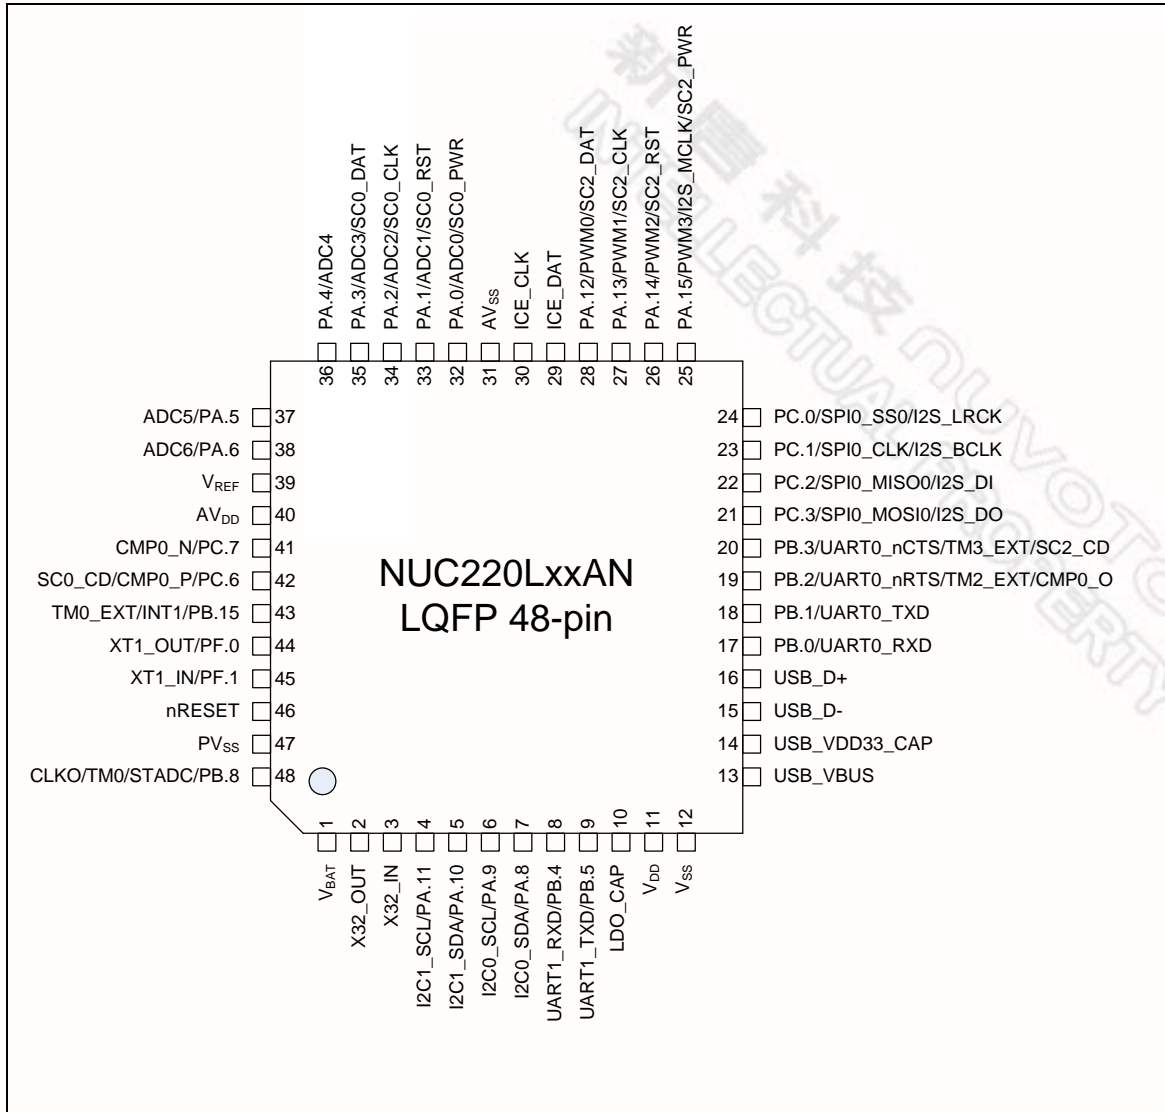 新唐科技 nuvoTo
INTELLECTUAL PROPERTY
PA.4/ADC4
PA.3/ADC3/SC0_DAT
PA.2/ADC2/SC0_CLK
PA.1/ADC1/SC0_RST
PA.0/ADC0/SC0_PWR
AVSS
ICE_CLK
ICE_DAT
PA.12/PWM0/SC2_DAT
PA.13/PWM1/SC2_CLK
PA.14/PWM2/SC2_RST
PA.15/PWM3/I2S_MCLK/SC2_PWR
36
35
34
33
32
31
30
29
28
27
26
25
ADC5/PA.5 37
ADC6/PA.6 38
VREF 39
AVDD 40
CMP0_N/PC.7 41
SC0_CD/CMP0_P/PC.6 42
TM0_EXT/INT1/PB.15 43
XT1_OUT/PF.0 44
XT1_IN/PF.1 45
nRESET 46
PVSS 47
CLKO/TM0/STADC/PB.8 48
NUC220LxxAN
LQFP 48-pin
24 PC.0/SPI0_SS0/I2S_LRCK
23 PC.1/SPI0_CLK/I2S_BCLK
22 PC.2/SPI0_MISO0/I2S_DI
21 PC.3/SPI0_MOSI0/I2S_DO
20 PB.3/UART0_nCTS/TM3_EXT/SC2_CD
19 PB.2/UART0_nRTS/TM2_EXT/CMP0_O
18 PB.1/UART0_TXD
17 PB.0/UART0_RXD
16 USB_D+
15 USB_D-
14 USB_VDD33_CAP
13 USB_VBUS
1
2
3
4
5
6
7
8
9
10
11
12
VBAT
X32_OUT
X32_IN
I2C1_SCL/PA.11
I2C1_SDA/PA.10
I2C0_SCL/PA.9
I2C0_SDA/PA.8
UART1_RXD/PB.4
UART1_TXD/PB.5
LDO_CAP
VDD
VSS